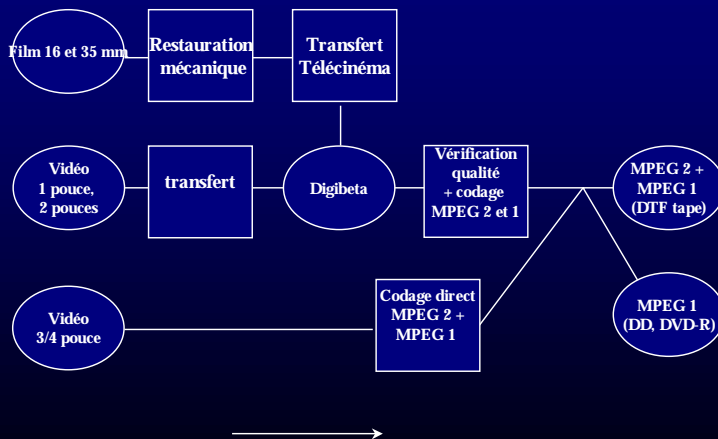 Film 16 et 35 mm
Restauration
mécanique
Transfert
Télécinéma
Vidéo
1 pouce,
2 pouces
transfert
Digibeta
Vérification
qualité
+ codage
MPEG 2 et 1
MPEG 2 +
MPEG 1
(DTF tape)
Vidéo
3/4 pouce
Codage direct
MPEG 2 +
MPEG 1
MPEG 1
(DD, DVD-R)